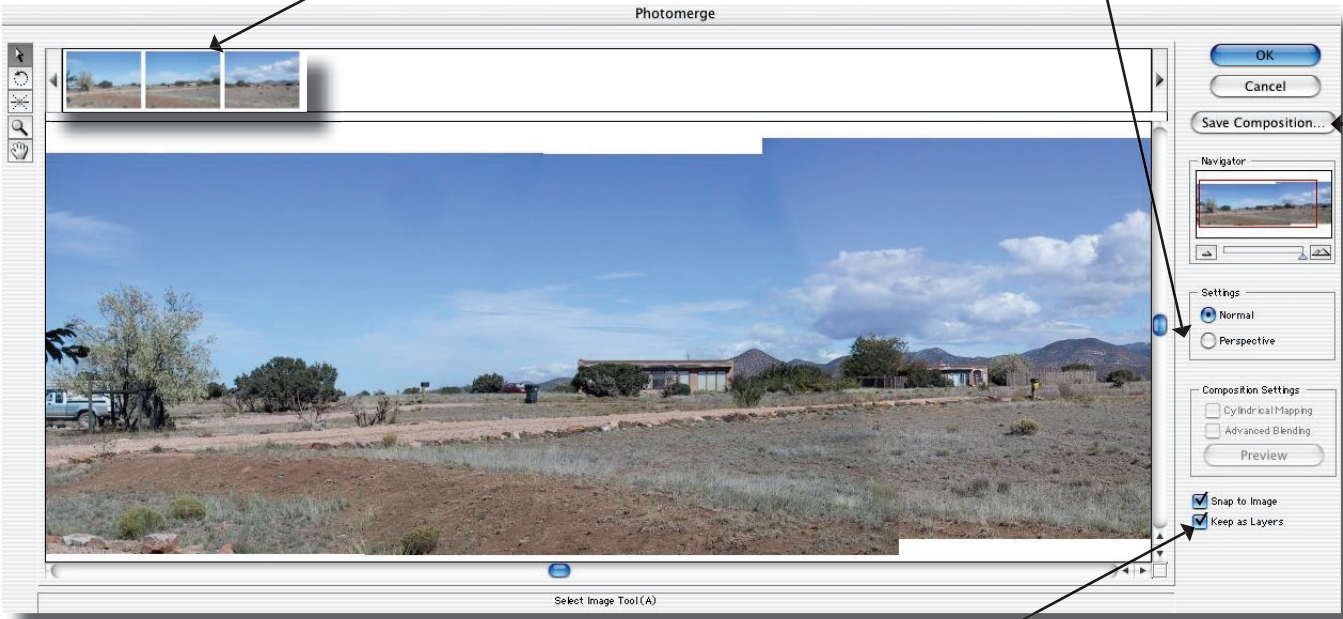 Photomerge
OK
Cancel
Save Composition...
Navigator
Settings
Normal
Perspective
Composition Settings
Cylindrical Mapping
Advanced Blending
Preview
Snap to Image
Keep as Layers
Select Image Tool (A)